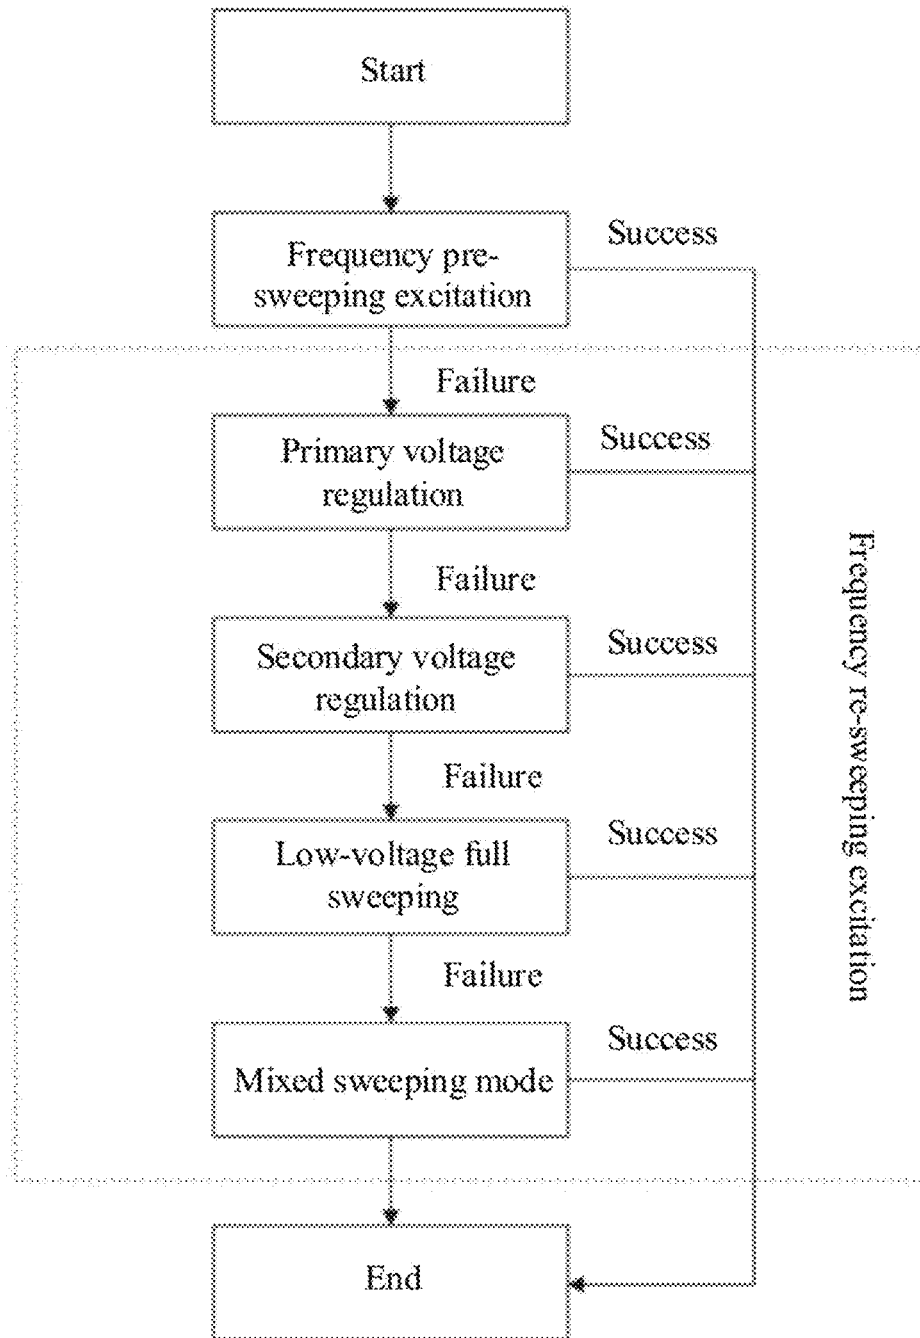 Start
Frequency pre-
sweeping excitation
Success
Failure
Primary voltage
regulation
Success
Failure
Secondary voltage
regulation
Success
Failure
Low-voltage full
sweeping
Success
Failure
Mixed sweeping mode
Success
Frequency re-sweeping excitation
End